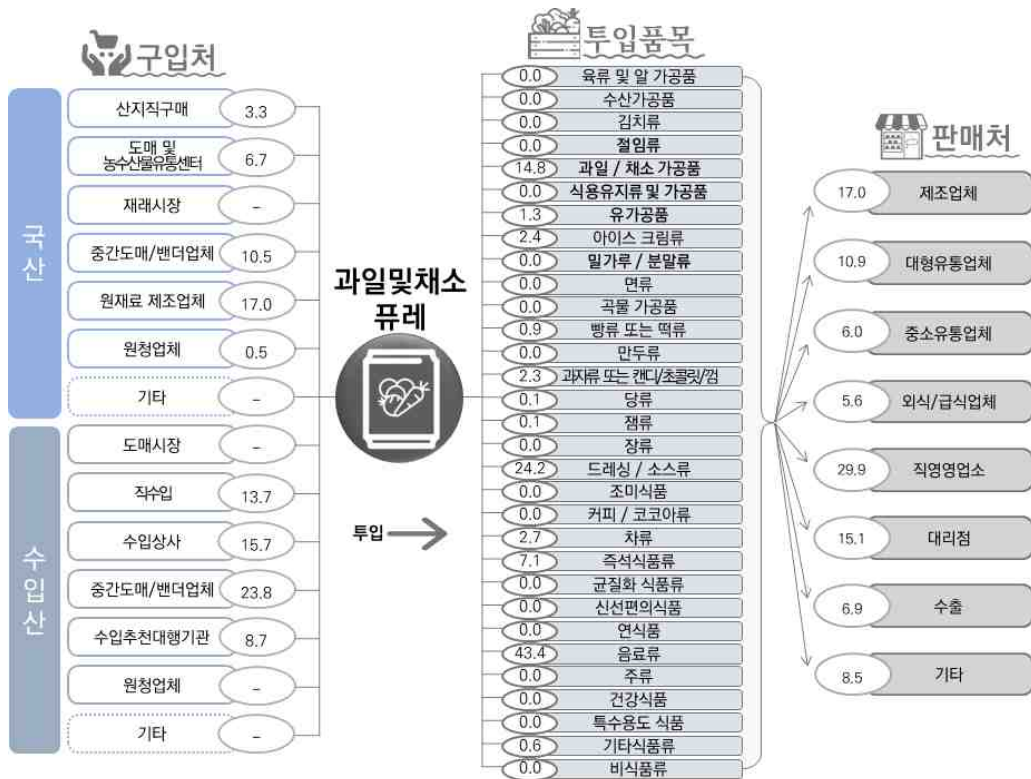 구입처
국산
산지직구매 3.3
도매 및
농수산물유통센터 6.7
재래시장 –
중간도매/밴더업체 10.5
원재료 제조업체 17.0
원청업체 0.5
기타 –
수입산
도매시장 –
직수입 13.7
수입상사 15.7
중간도매/밴더업체 23.8
수입추천대행기관 8.7
원청업체 –
기타 –
과일및채소
퓨레
투입
투입품목
0.0 육류 및 알 가공품
0.0 수산가공품
0.0 김치류
0.0 절임류
14.8 과일 / 채소 가공품
0.0 식용유지류 및 가공품
1.3 유가공품
2.4 아이스 크림류
0.0 밀가루 / 분말류
0.0 면류
0.0 곡물 가공품
0.9 빵류 또는 떡류
0.0 만두류
2.3 과자류 또는 캔디/초콜릿/껌
0.1 당류
0.1 잼류
0.0 장류
24.2 드레싱 / 소스류
0.0 조미식품
0.0 커피 / 코코아류
2.7 차류
7.1 즉석식품류
0.0 균질화 식품류
0.0 신선편의식품
0.0 연식품
43.4 음료류
0.0 주류
0.0 건강식품
0.0 특수용도 식품
0.6 기타식품류
0.0 비식품류
판매처
17.0 제조업체
10.9 대형유통업체
6.0 중소유통업체
5.6 외식/급식업체
29.9 직영영업소
15.1 대리점
6.9 수출
8.5 기타